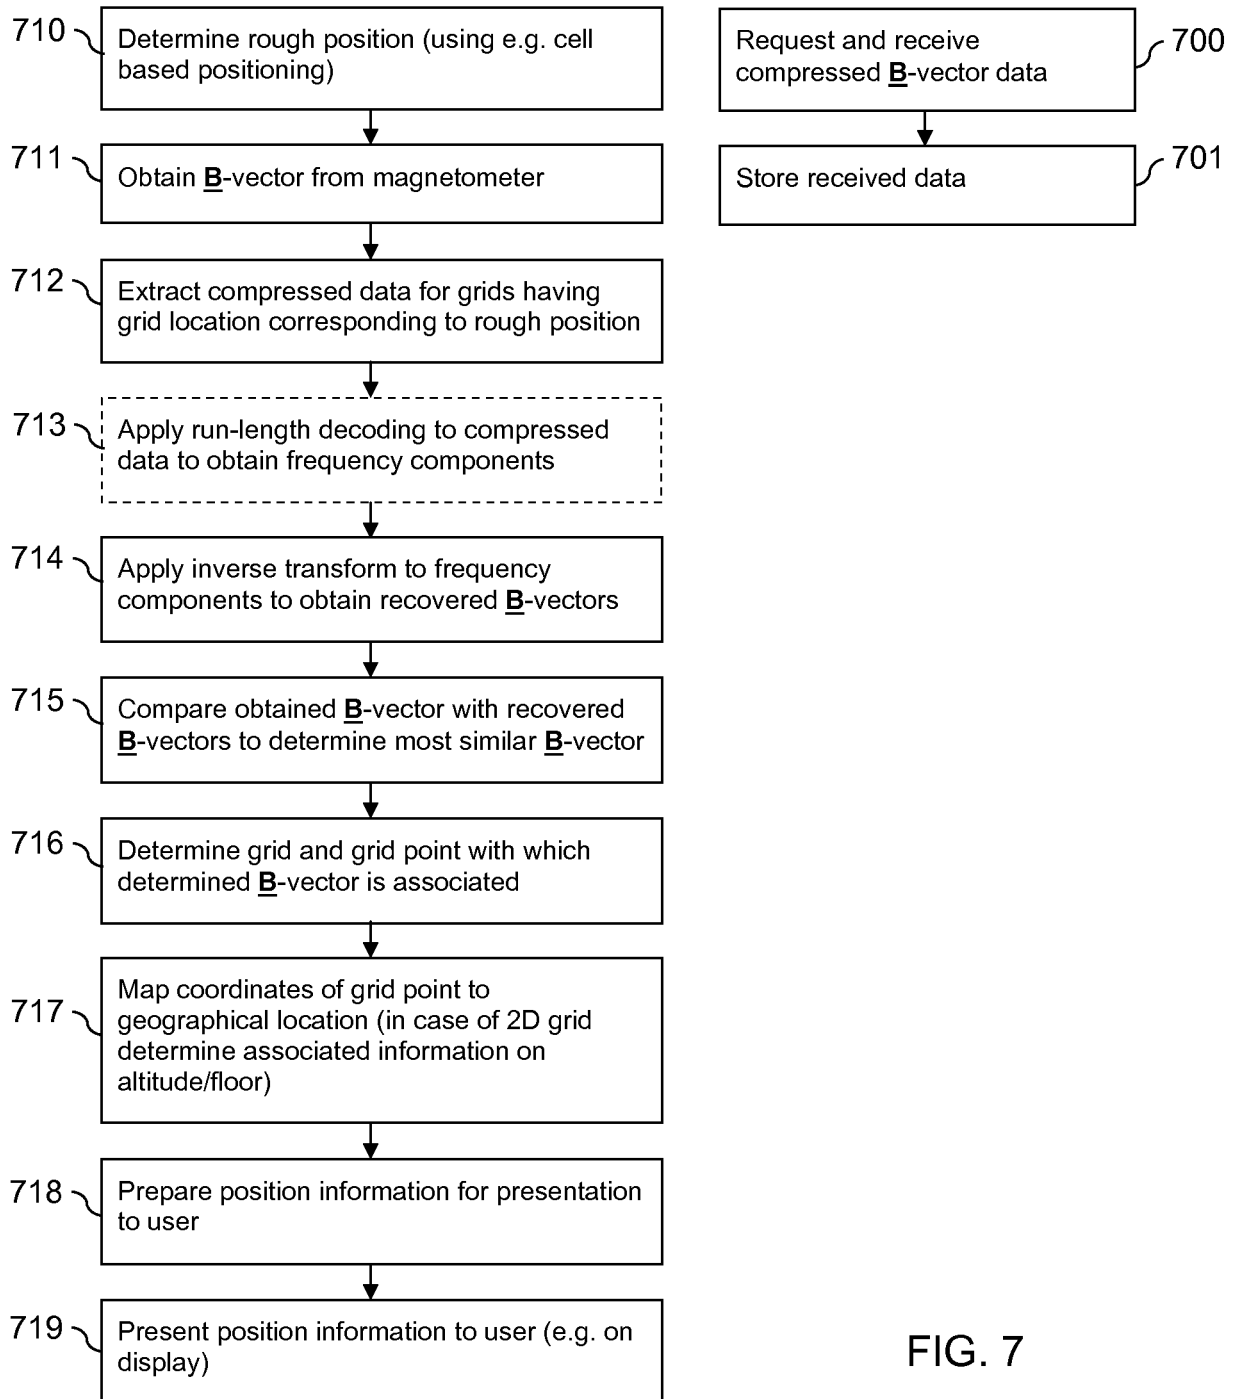 710
Determine rough position (using e.g. cell
based positioning)
711
Obtain B-vector from magnetometer
712
Extract compressed data for grids having
grid location corresponding to rough position
713
Apply run-length decoding to compressed
data to obtain frequency components
714
Apply inverse transform to frequency
components to obtain recovered B-vectors
715
Compare obtained B-vector with recovered
B-vectors to determine most similar B-vector
716
Determine grid and grid point with which
determined B-vector is associated
717
Map coordinates of grid point to
geographical location (in case of 2D grid
determine associated information on
altitude/floor)
718
Prepare position information for presentation
to user
719
Present position information to user (e.g. on
display)
Request and receive
compressed B-vector data
700
Store received data
701
FIG. 7